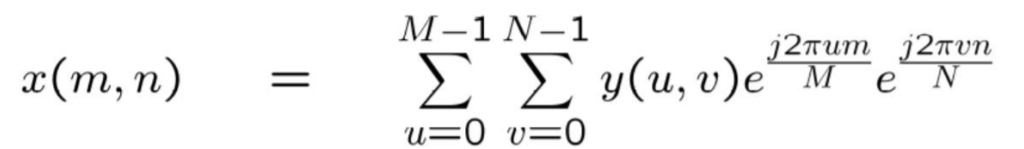 x(m, n) = \sum_{u=0}^{M-1} \sum_{v=0}^{N-1} y(u, v) e^{\frac{j2\pi um}{M}} e^{\frac{j2\pi vn}{N}}